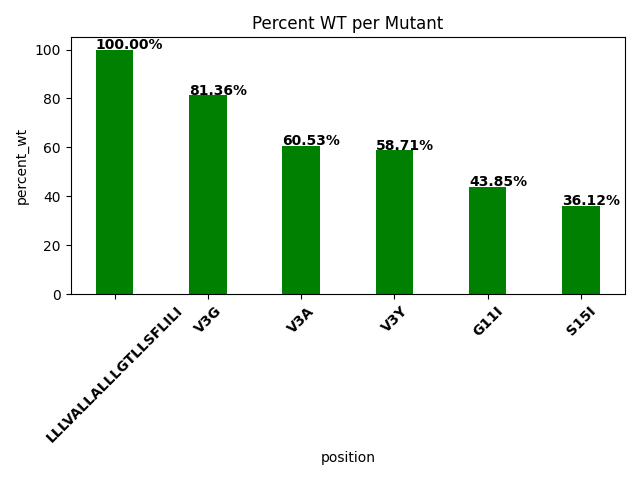 Percent WT per Mutant
percent_wt
100
80
60
40
20
0
100.00%
81.36%
60.53%
58.71%
43.85%
36.12%
LLLVALLALLLGTLLSFLILI
V3G
V3A
V3Y
G11I
S15I
position